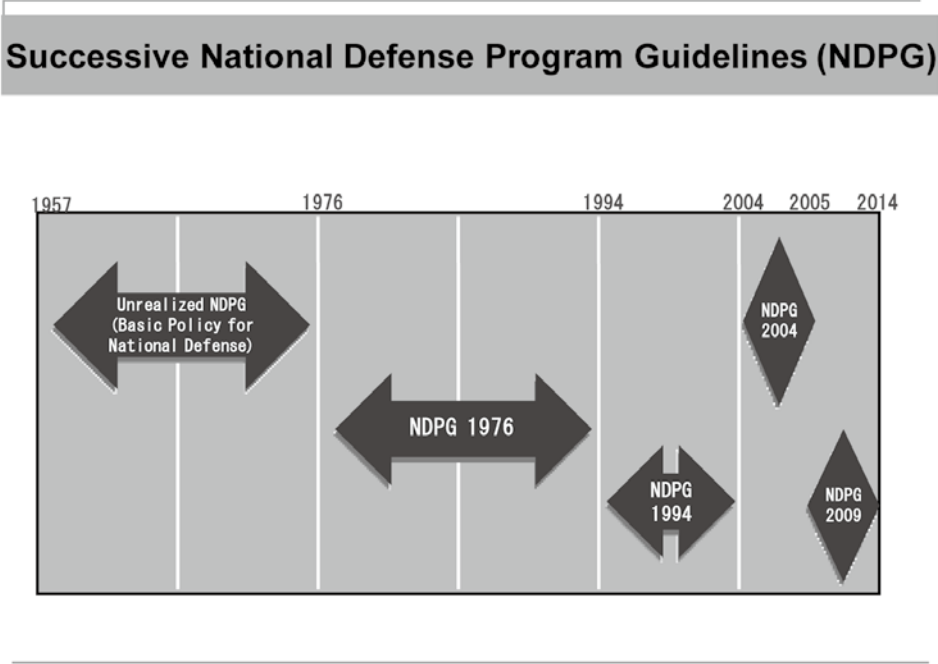 Successive National Defense Program Guidelines (NDPG)
1957 1976 1994 2004 2005 2014
Unrealized NDPG
(Basic Policy for
National Defense)
NDPG 1976
NDPG
1994
NDPG
2004
NDPG
2009